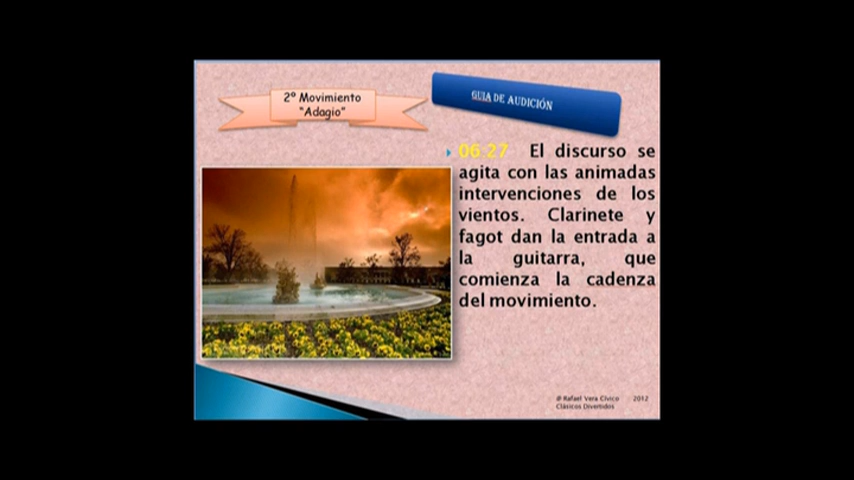 2º Movimiento
"Adagio"
GUIA DE AUDICIÓN
06:27 El discurso se
agita con las animadas
intervenciones de los
vientos. Clarinete y
fagot dan la entrada a
la guitarra, que
comienza la cadenza
del movimiento.
@ Rafael Vera Cívico 2012
Clásicos Divertidos